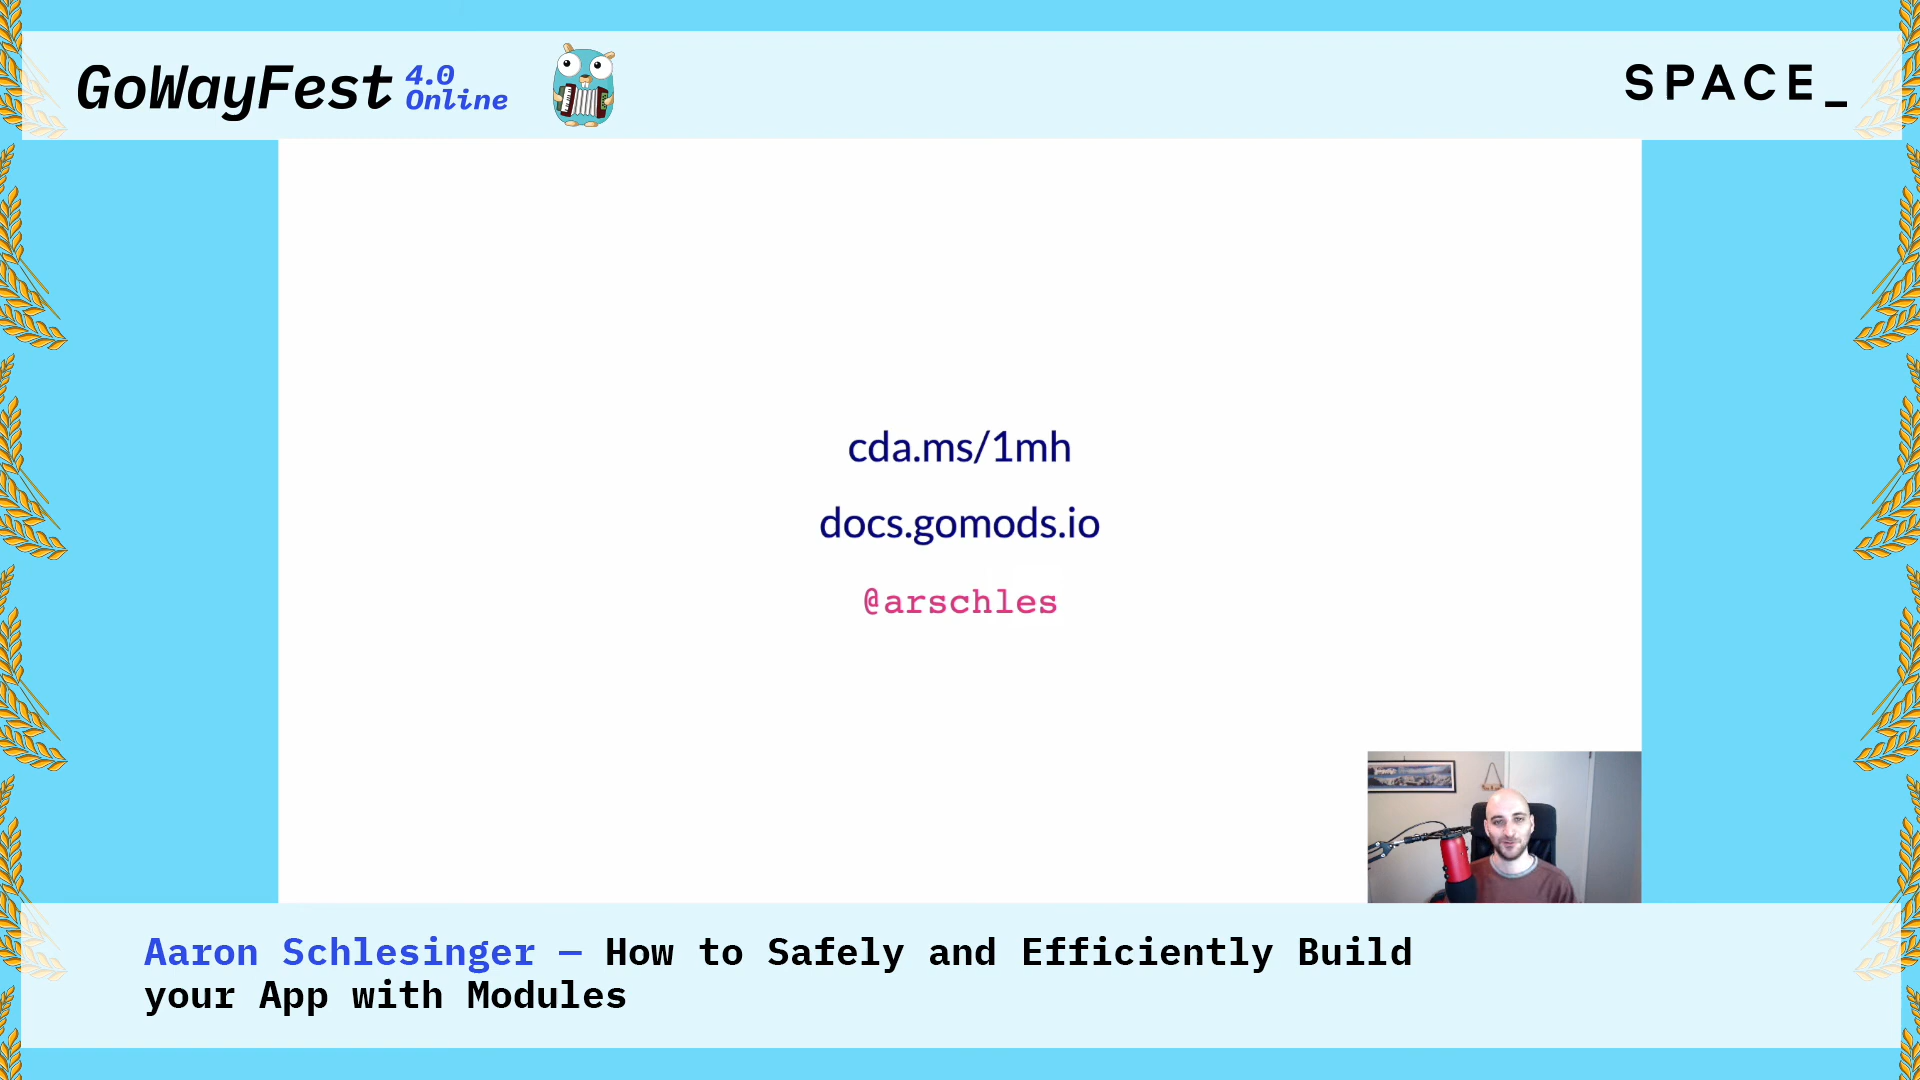 GoWayFest 4.0
Online
SPACE_
cda.ms/1mh
docs.gomods.io
@arschles
Aaron Schlesinger — How to Safely and Efficiently Build
your App with Modules